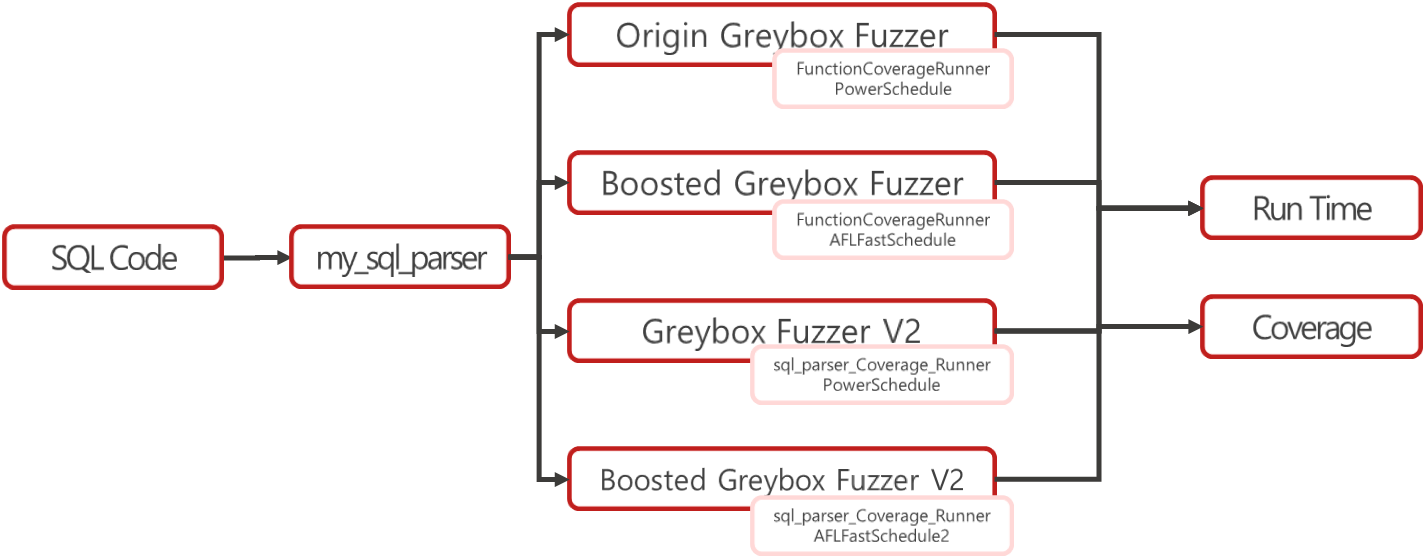 SQL Code
my_sql_parser
Origin Greybox Fuzzer
FunctionCoverageRunner
PowerSchedule
Boosted Greybox Fuzzer
FunctionCoverageRunner
AFLFastSchedule
Greybox Fuzzer V2
sql_parser_Coverage_Runner
PowerSchedule
Boosted Greybox Fuzzer V2
sql_parser_Coverage_Runner
AFLFastSchedule2
Run Time
Coverage